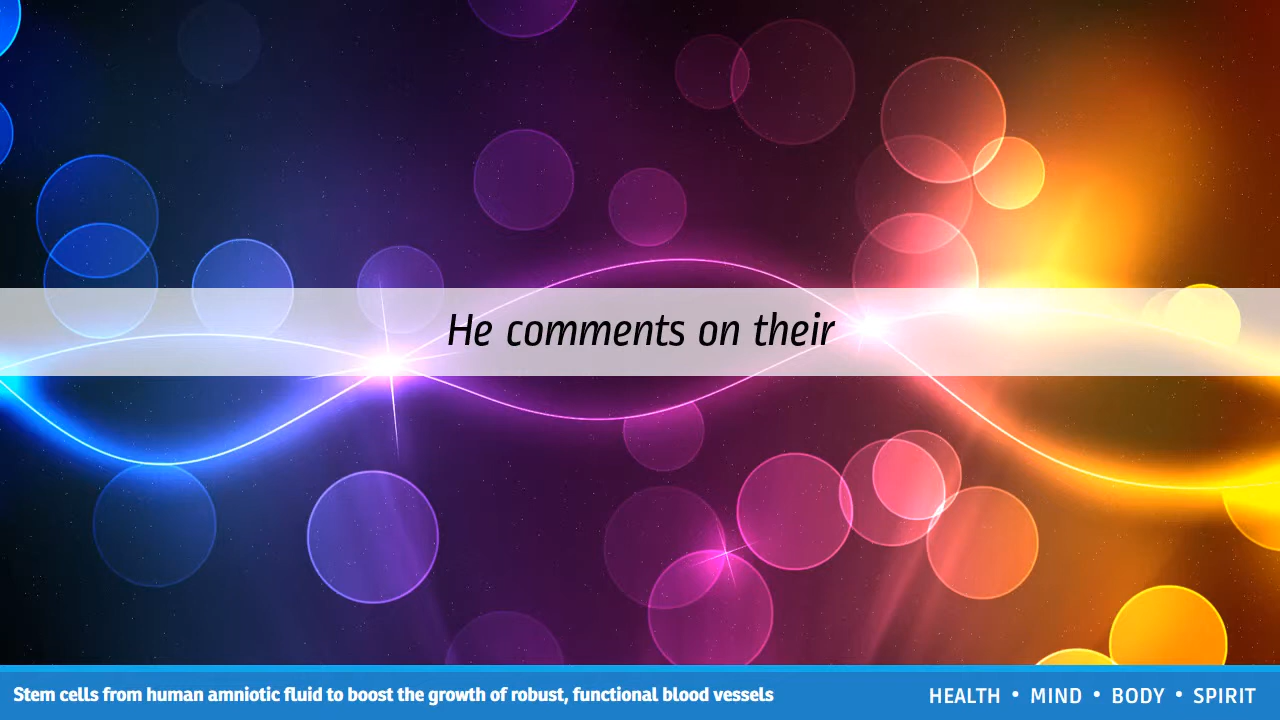 He comments on their
Stem cells from human amniotic fluid to boost the growth of robust, functional blood vessels
HEALTH • MIND • BODY • SPIRIT